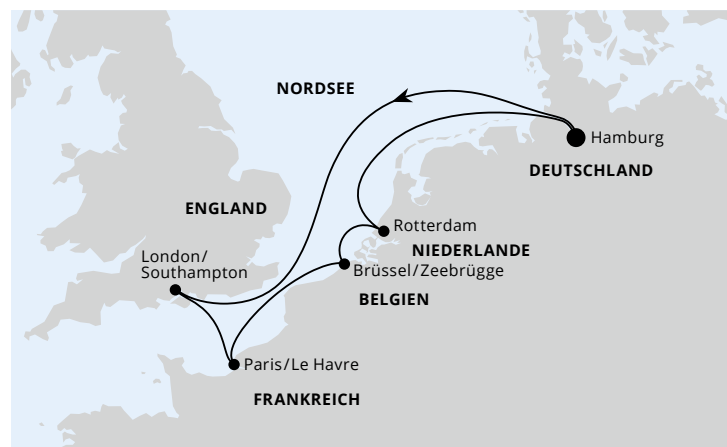 NORDSEE
Hamburg
DEUTSCHLAND
ENGLAND
Rotterdam
NIEDERLANDE
London/
Southampton
Brüssel/Zeebrügge
BELGIEN
Paris/Le Havre
FRANKREICH